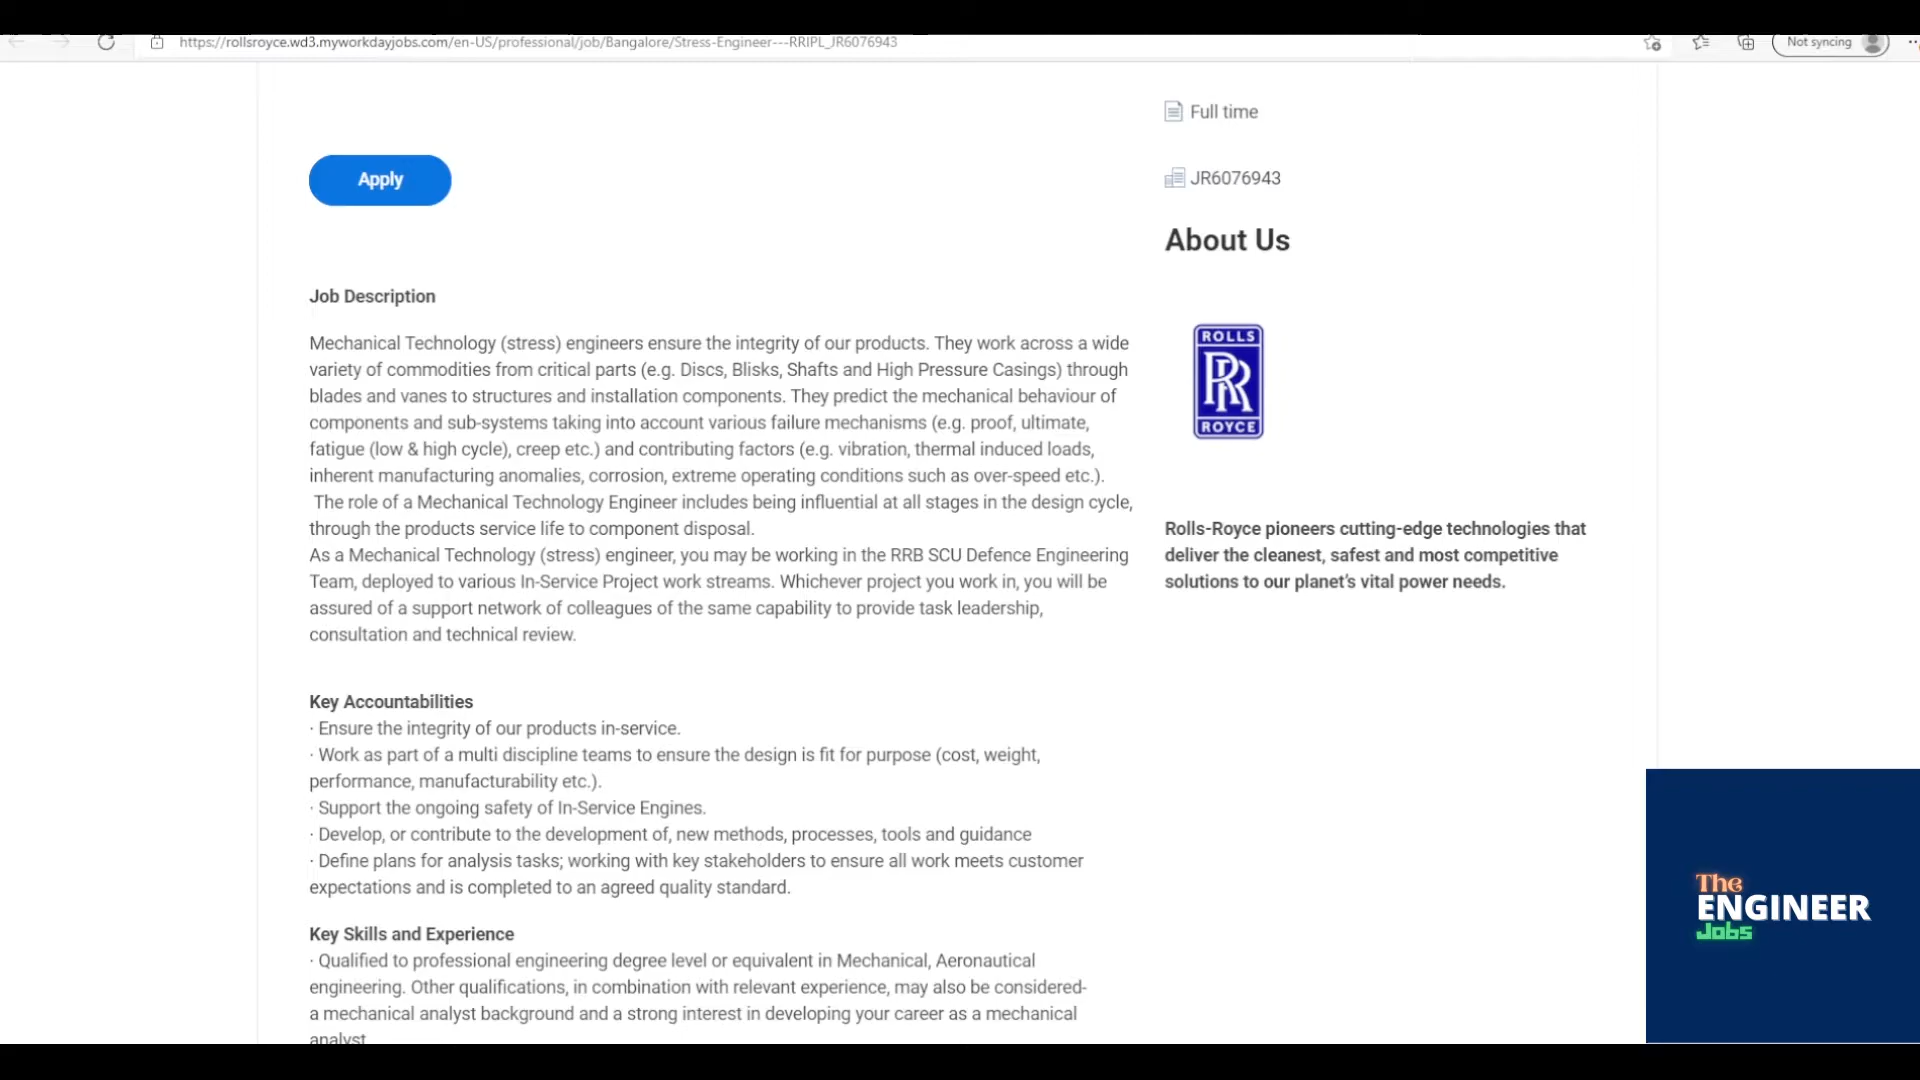 https://rollsroyce.wd3.myworkdayjobs.com/en-US/professional/job/Bangalore/Stress-Engineer---RRIPL_JR6076943
Not syncing
Full time
Apply
JR6076943
About Us
Job Description
Mechanical Technology (stress) engineers ensure the integrity of our products. They work across a wide
variety of commodities from critical parts (e.g. Discs, Blisks, Shafts and High Pressure Casings) through
blades and vanes to structures and installation components. They predict the mechanical behaviour of
components and sub-systems taking into account various failure mechanisms (e.g. proof, ultimate,
fatigue (low & high cycle), creep etc.) and contributing factors (e.g. vibration, thermal induced loads,
inherent manufacturing anomalies, corrosion, extreme operating conditions such as over-speed etc.).
The role of a Mechanical Technology Engineer includes being influential at all stages in the design cycle,
through the products service life to component disposal.
As a Mechanical Technology (stress) engineer, you may be working in the RRB SCU Defence Engineering
Team, deployed to various In-Service Project work streams. Whichever project you work in, you will be
assured of a support network of colleagues of the same capability to provide task leadership,
consultation and technical review.
ROLLS
RR
ROYCE
Rolls-Royce pioneers cutting-edge technologies that
deliver the cleanest, safest and most competitive
solutions to our planet's vital power needs.
Key Accountabilities
· Ensure the integrity of our products in-service.
· Work as part of a multi discipline teams to ensure the design is fit for purpose (cost, weight,
performance, manufacturability etc.).
· Support the ongoing safety of In-Service Engines.
· Develop, or contribute to the development of, new methods, processes, tools and guidance
· Define plans for analysis tasks; working with key stakeholders to ensure all work meets customer
expectations and is completed to an agreed quality standard.
Key Skills and Experience
· Qualified to professional engineering degree level or equivalent in Mechanical, Aeronautical
engineering. Other qualifications, in combination with relevant experience, may also be considered-
a mechanical analyst background and a strong interest in developing your career as a mechanical
analyst
The
ENGINEER
Jobs